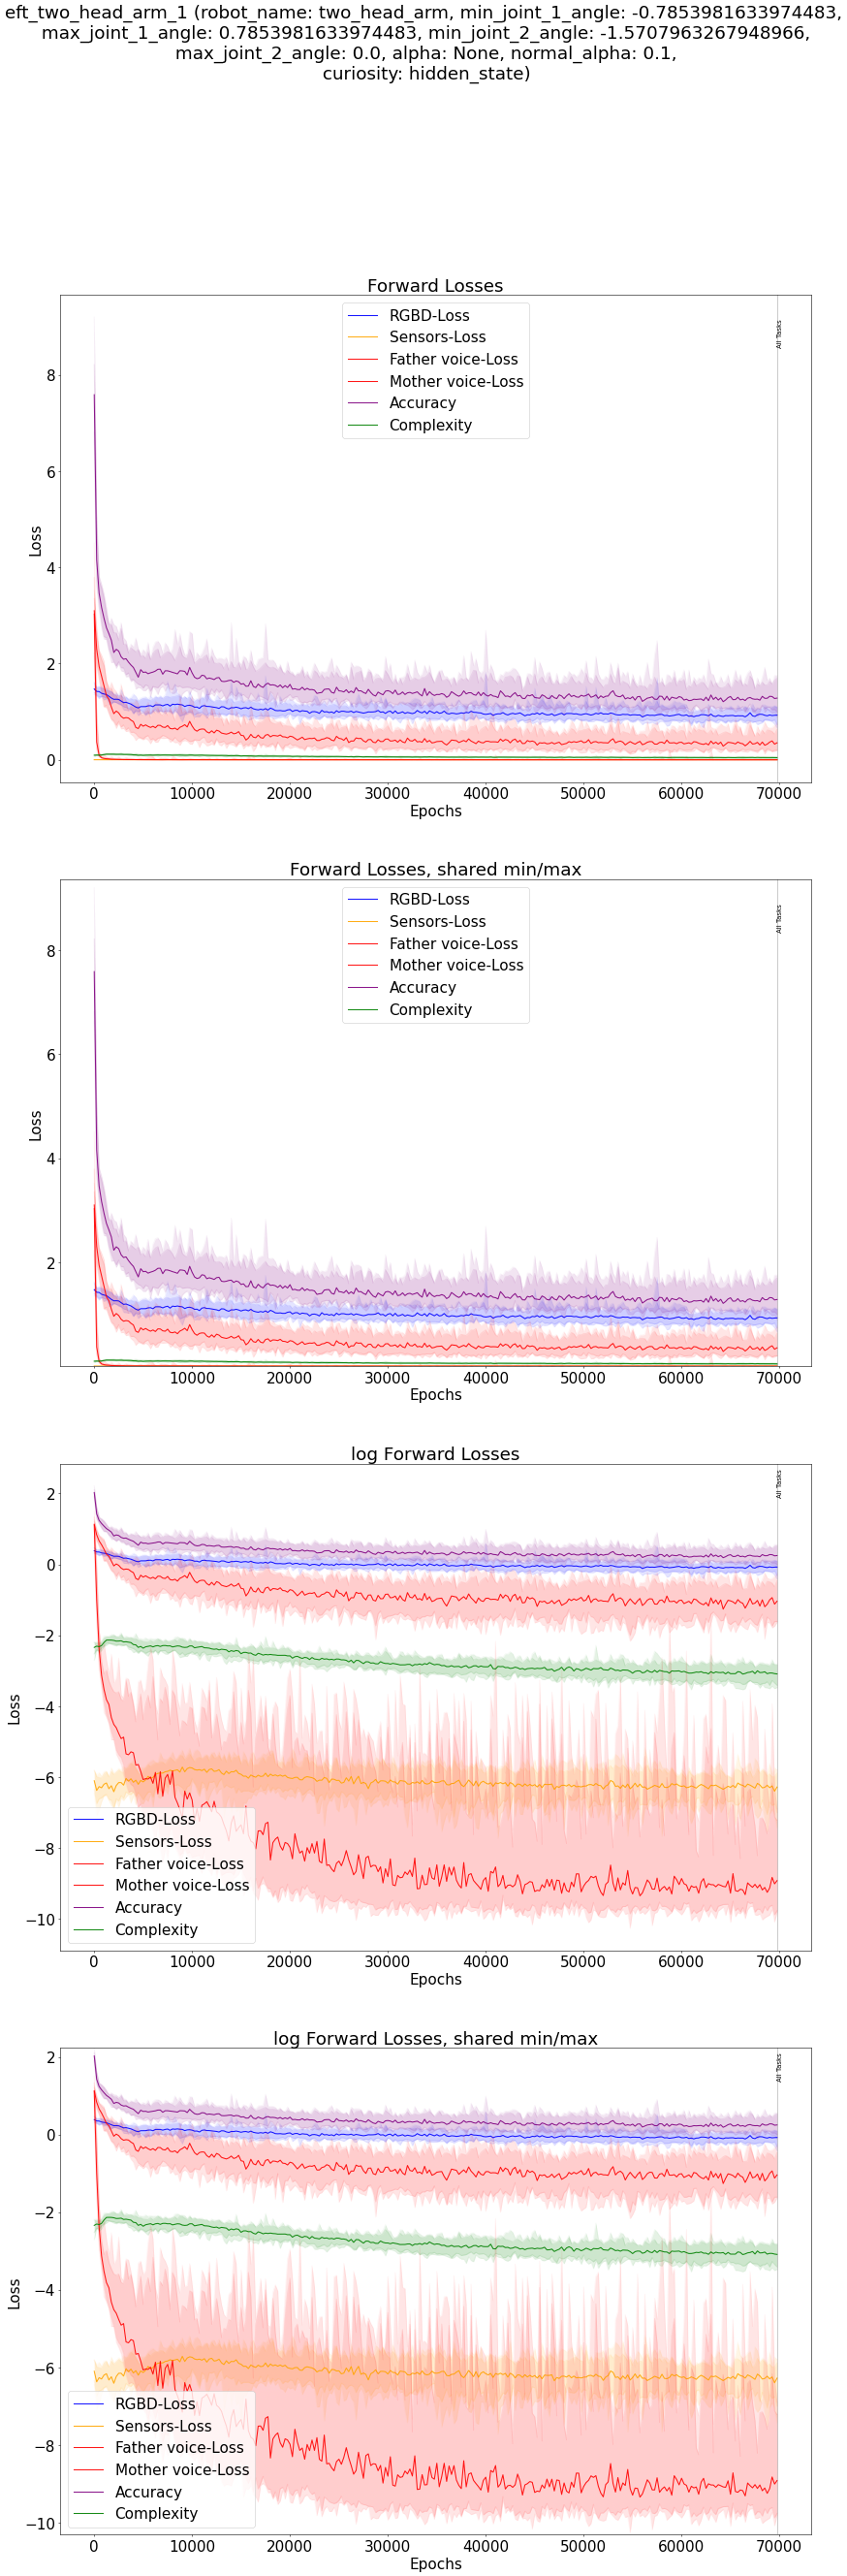 eft_two_head_arm_1 (robot_name: two_head_arm, min_joint_1_angle: -0.7853981633974483,
max_joint_1_angle: 0.7853981633974483, min_joint_2_angle: -1.5707963267948966,
max_joint_2_angle: 0.0, alpha: None, normal_alpha: 0.1,
curiosity: hidden_state)
Forward Losses
RGBD-Loss
Sensors-Loss
Father voice-Loss
Mother voice-Loss
Accuracy
Complexity
All Tasks
8
6
4
2
0
Loss
0 10000 20000 30000 40000 50000 60000 70000
Epochs
Forward Losses, shared min/max
RGBD-Loss
Sensors-Loss
Father voice-Loss
Mother voice-Loss
Accuracy
Complexity
All Tasks
8
6
4
2
Loss
0 10000 20000 30000 40000 50000 60000 70000
Epochs
log Forward Losses
All Tasks
2
0
−2
−4
−6
−8
−10
Loss
RGBD-Loss
Sensors-Loss
Father voice-Loss
Mother voice-Loss
Accuracy
Complexity
0 10000 20000 30000 40000 50000 60000 70000
Epochs
log Forward Losses, shared min/max
All Tasks
2
0
−2
−4
−6
−8
−10
Loss
RGBD-Loss
Sensors-Loss
Father voice-Loss
Mother voice-Loss
Accuracy
Complexity
0 10000 20000 30000 40000 50000 60000 70000
Epochs